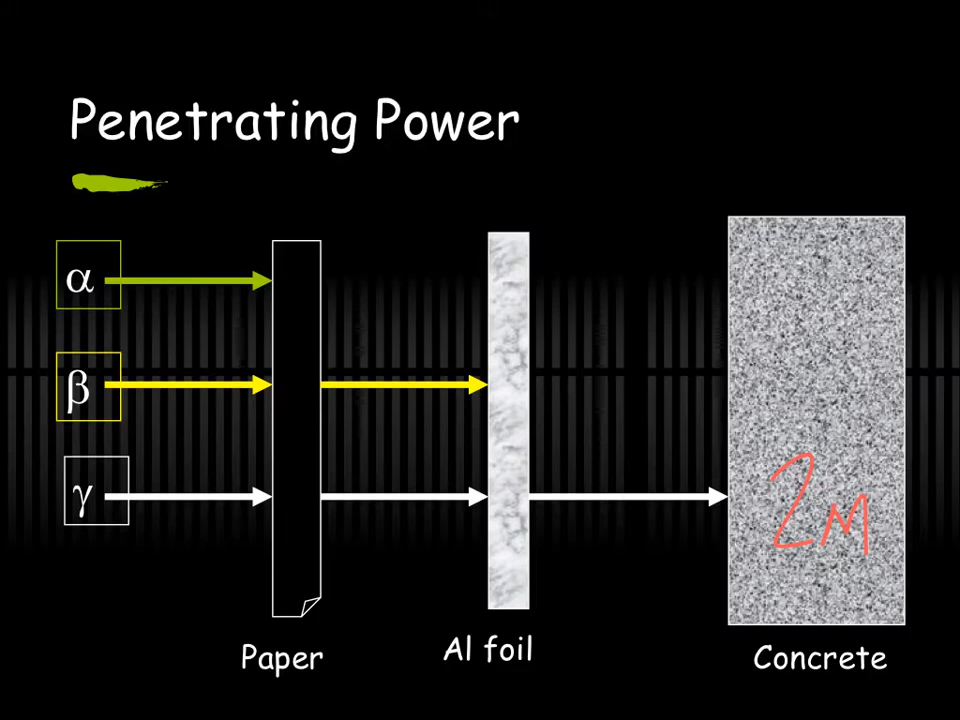 Penetrating Power
α
β
γ
2M
Paper
Al foil
Concrete